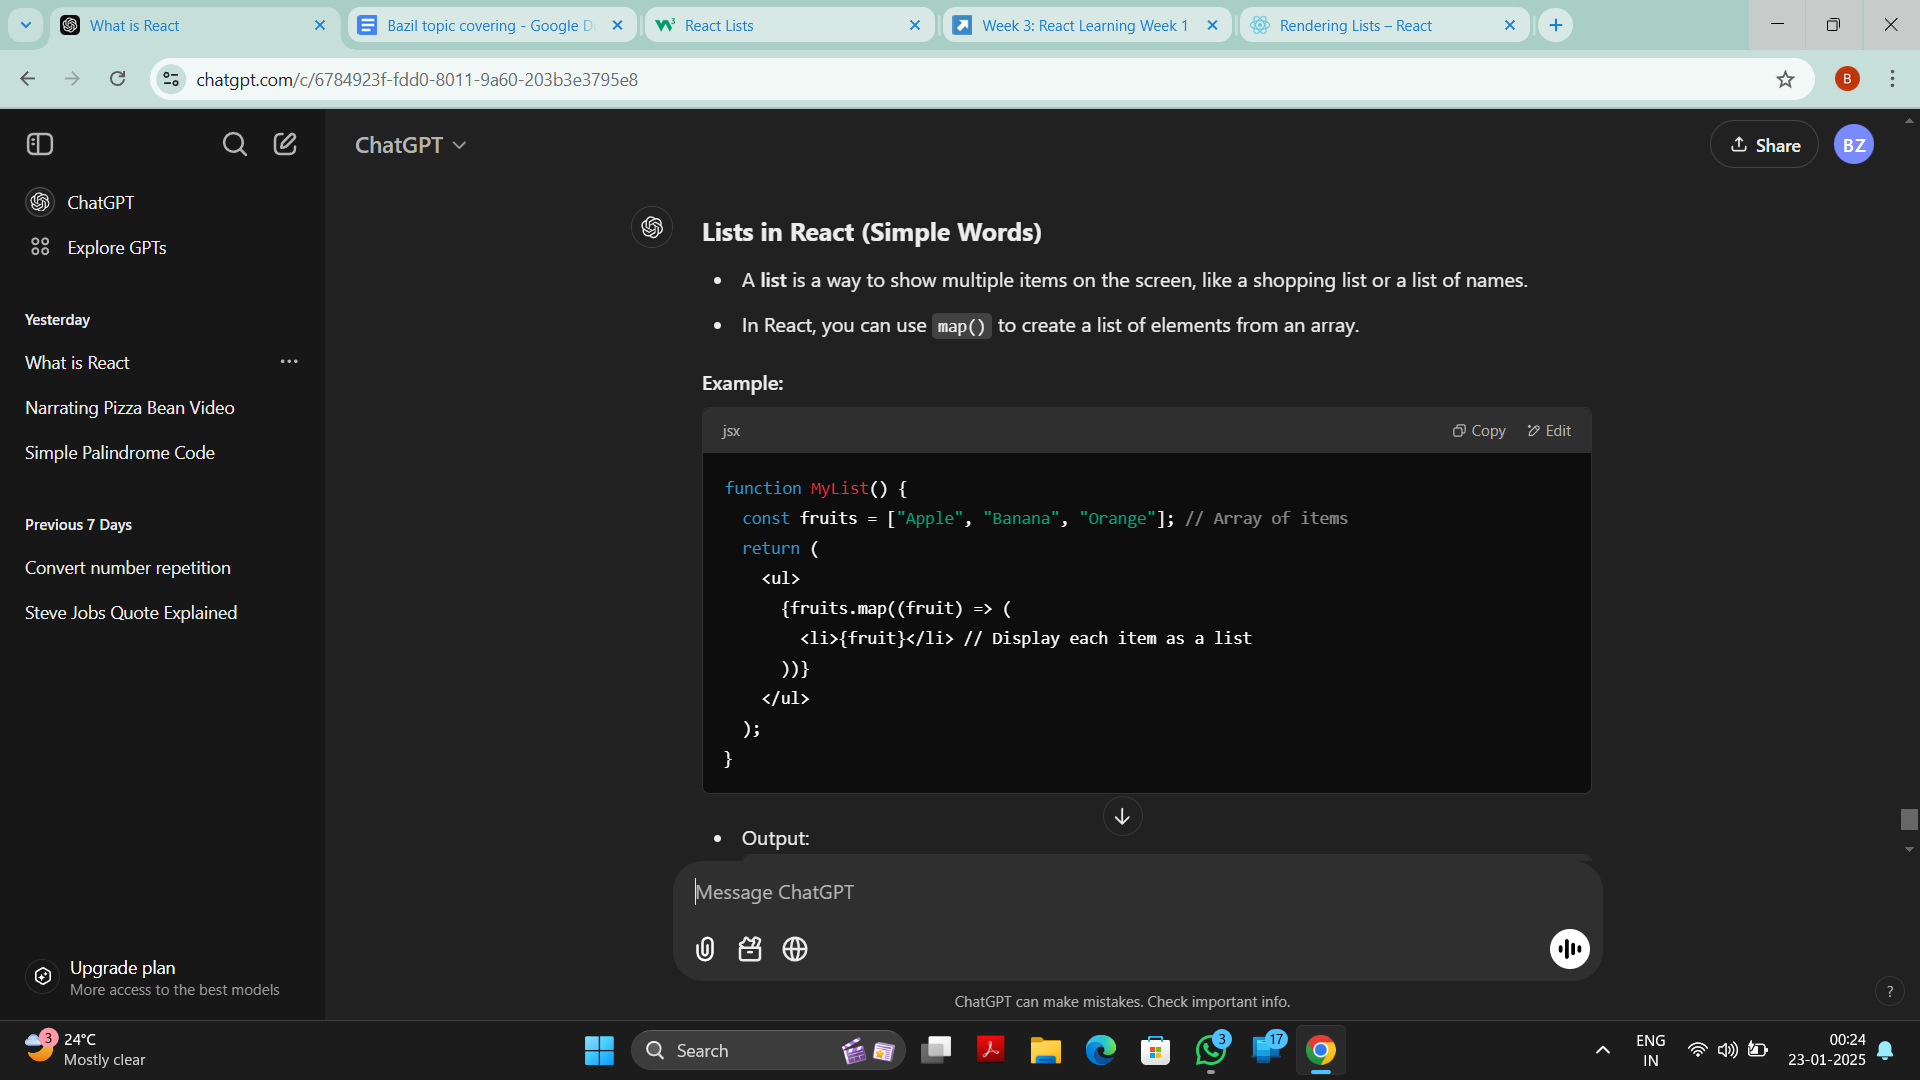 What is React
Bazil topic covering - Google D
React Lists
Week 3: React Learning Week 1
Rendering Lists – React
chatgpt.com/c/6784923f-fdd0-8011-9a60-203b3e3795e8
B
ChatGPT
Share
BZ
ChatGPT
Explore GPTs
Yesterday
What is React
Narrating Pizza Bean Video
Simple Palindrome Code
Previous 7 Days
Convert number repetition
Steve Jobs Quote Explained
Upgrade plan
More access to the best models
Lists in React (Simple Words)
A list is a way to show multiple items on the screen, like a shopping list or a list of names.
In React, you can use map() to create a list of elements from an array.
Example:
jsx
Copy
Edit
function MyList() {
const fruits = ["Apple", "Banana", "Orange"]; // Array of items
return (
<ul>
{fruits.map((fruit) => (
<li>{fruit}</li> // Display each item as a list
))}
</ul>
);
}
Output:
Message ChatGPT
ChatGPT can make mistakes. Check important info.
?
3
24°C
Mostly clear
Search
3
17
ENG
IN
00:24
23-01-2025